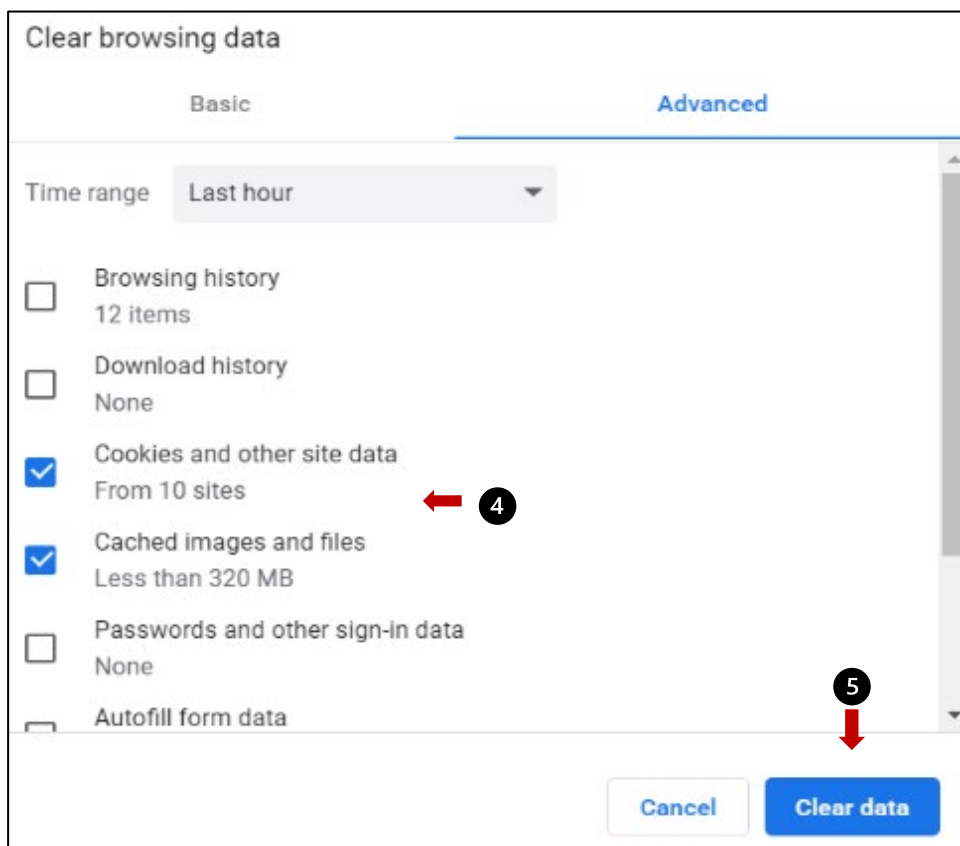 Clear browsing data
Basic Advanced
Time range Last hour
Browsing history
12 items
Download history
None
Cookies and other site data
From 10 sites
4
Cached images and files
Less than 320 MB
Passwords and other sign-in data
None
5
Autofill form data
Cancel Clear data